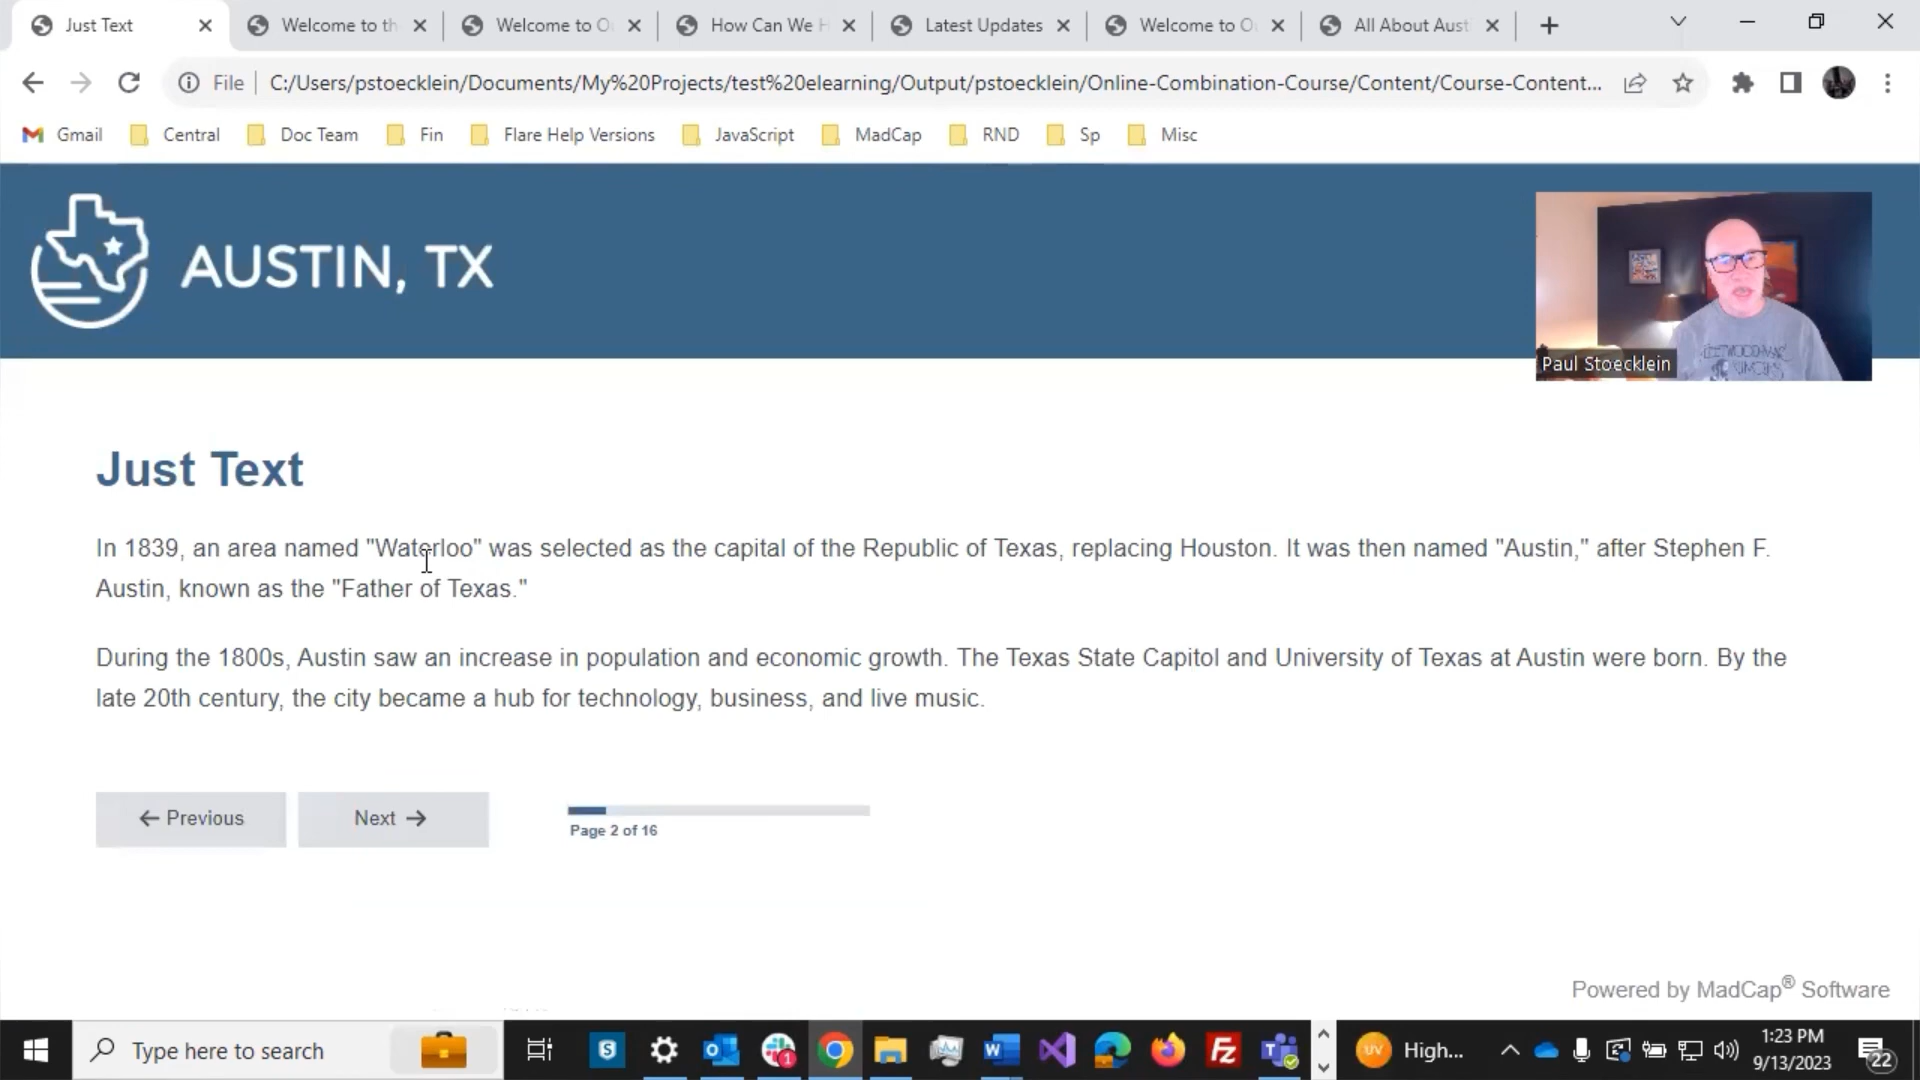 Just Text
Welcome to th
Welcome to O
How Can We H
Latest Updates
Welcome to O
All About Aust
File
C:/Users/pstoecklein/Documents/My%20Projects/test%20elearning/Output/pstoecklein/Online-Combination-Course/Content/Course-Content...
Gmail
Central
Doc Team
Fin
Flare Help Versions
JavaScript
MadCap
RND
Sp
Misc
AUSTIN, TX
Paul Stoecklein
Just Text
In 1839, an area named "Waterloo" was selected as the capital of the Republic of Texas, replacing Houston. It was then named "Austin," after Stephen F.
Austin, known as the "Father of Texas."
During the 1800s, Austin saw an increase in population and economic growth. The Texas State Capitol and University of Texas at Austin were born. By the
late 20th century, the city became a hub for technology, business, and live music.
← Previous
Next →
Page 2 of 16
Powered by MadCap® Software
Type here to search
UV
High...
1:23 PM
9/13/2023
22